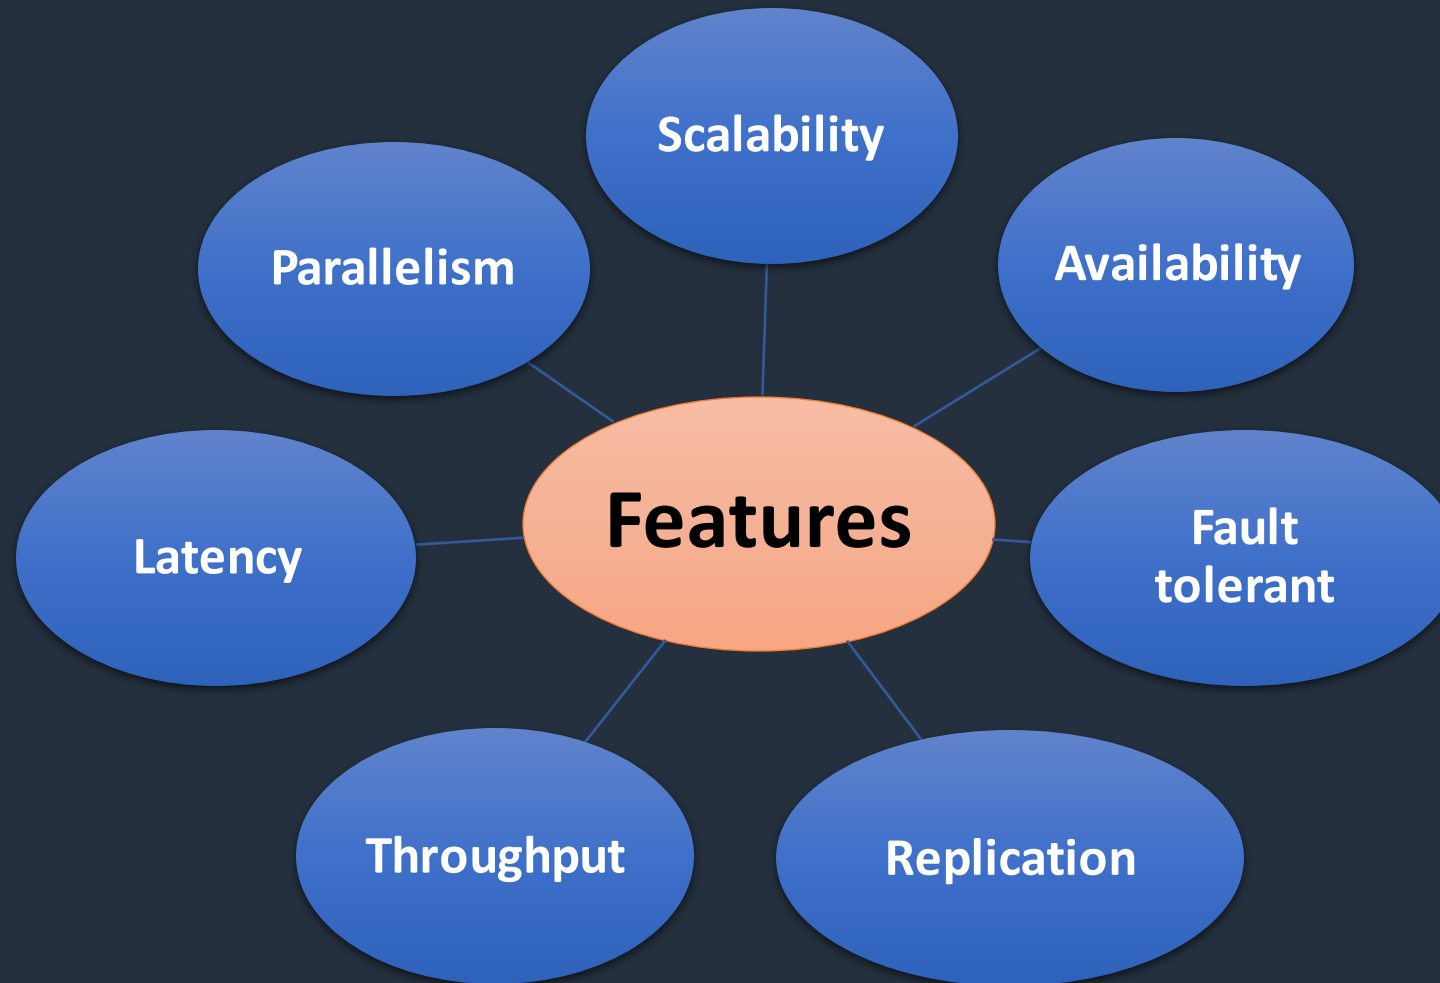 Scalability
Parallelism
Availability
Features
Latency
Fault
tolerant
Throughput
Replication